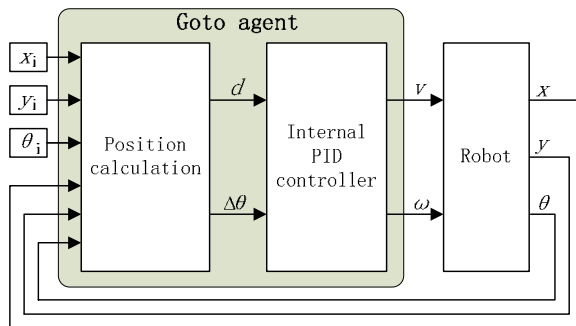 Goto agent
xi
yi
θi
Position
calculation
d
Δθ
Internal
PID
controller
v
ω
Robot
x
y
θ